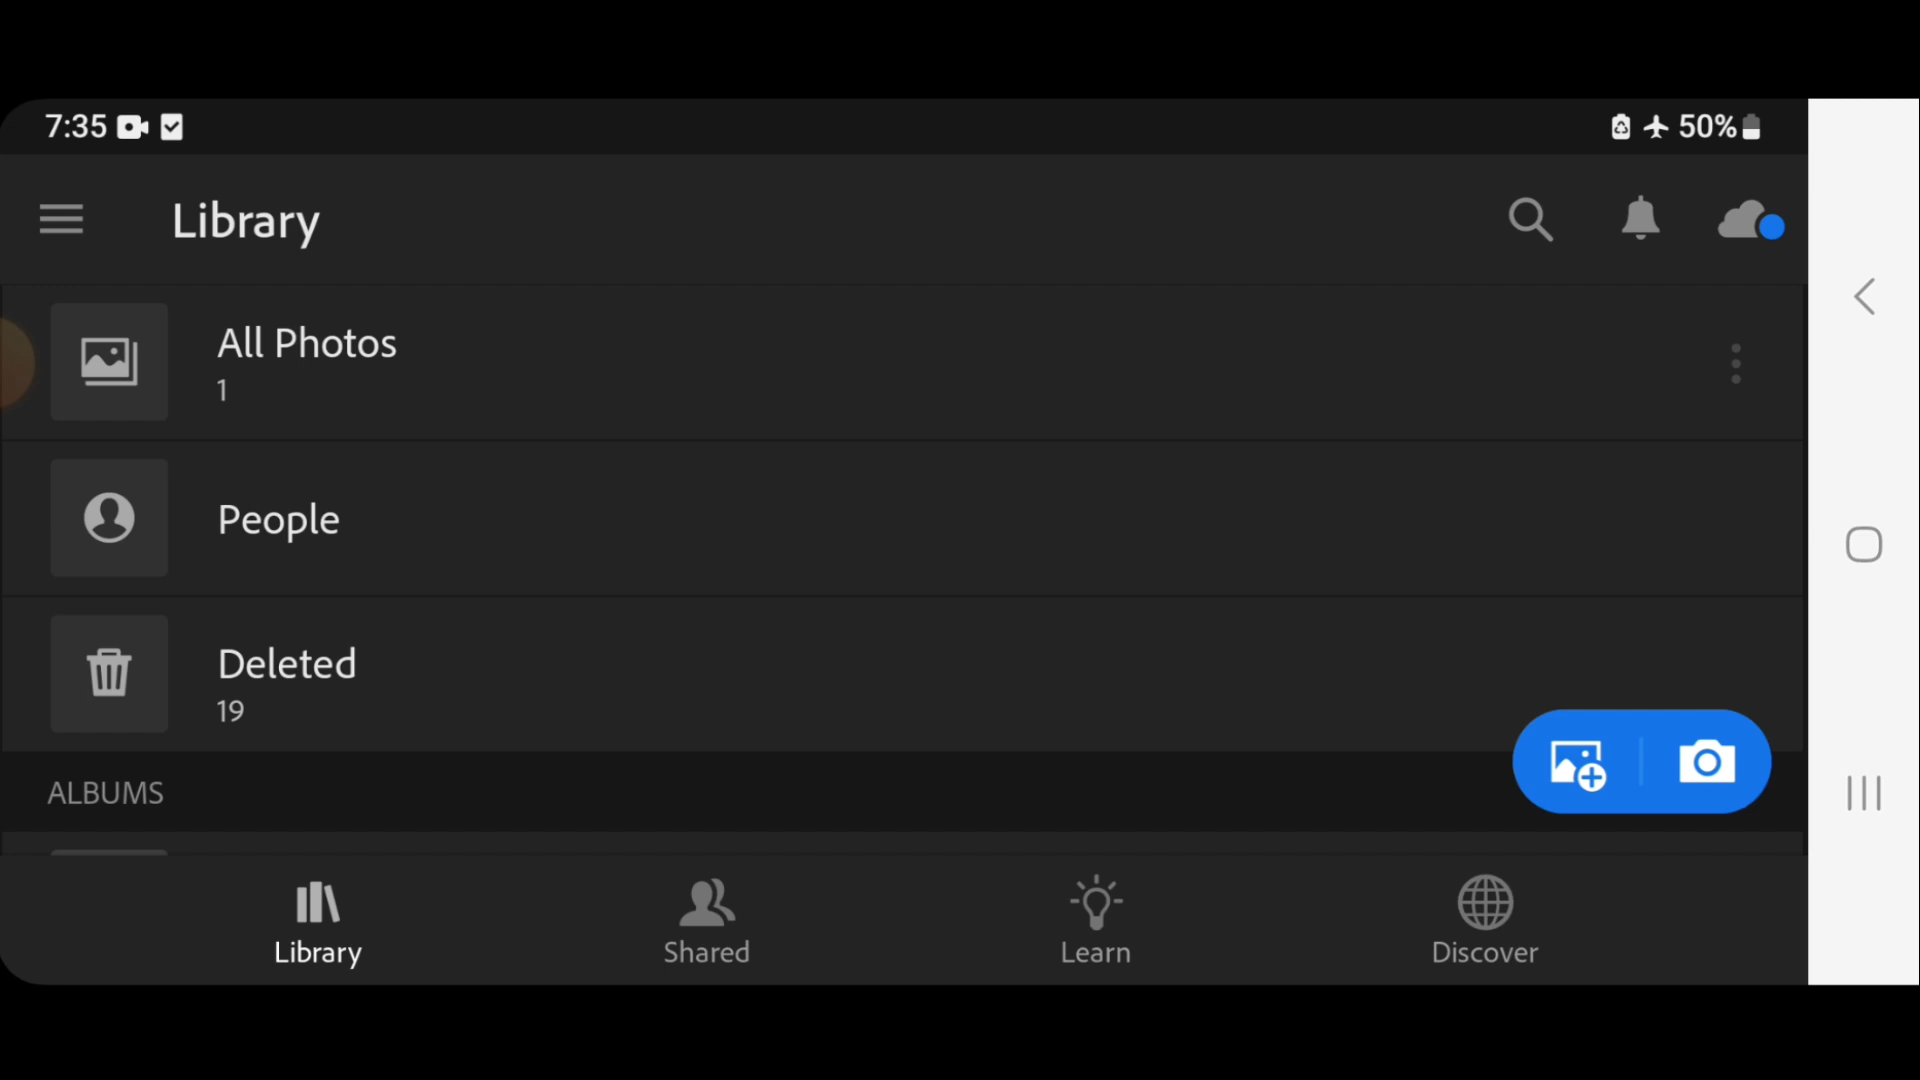 7:35
50%
Library
All Photos
1
People
Deleted
19
ALBUMS
Library
Shared
Learn
Discover